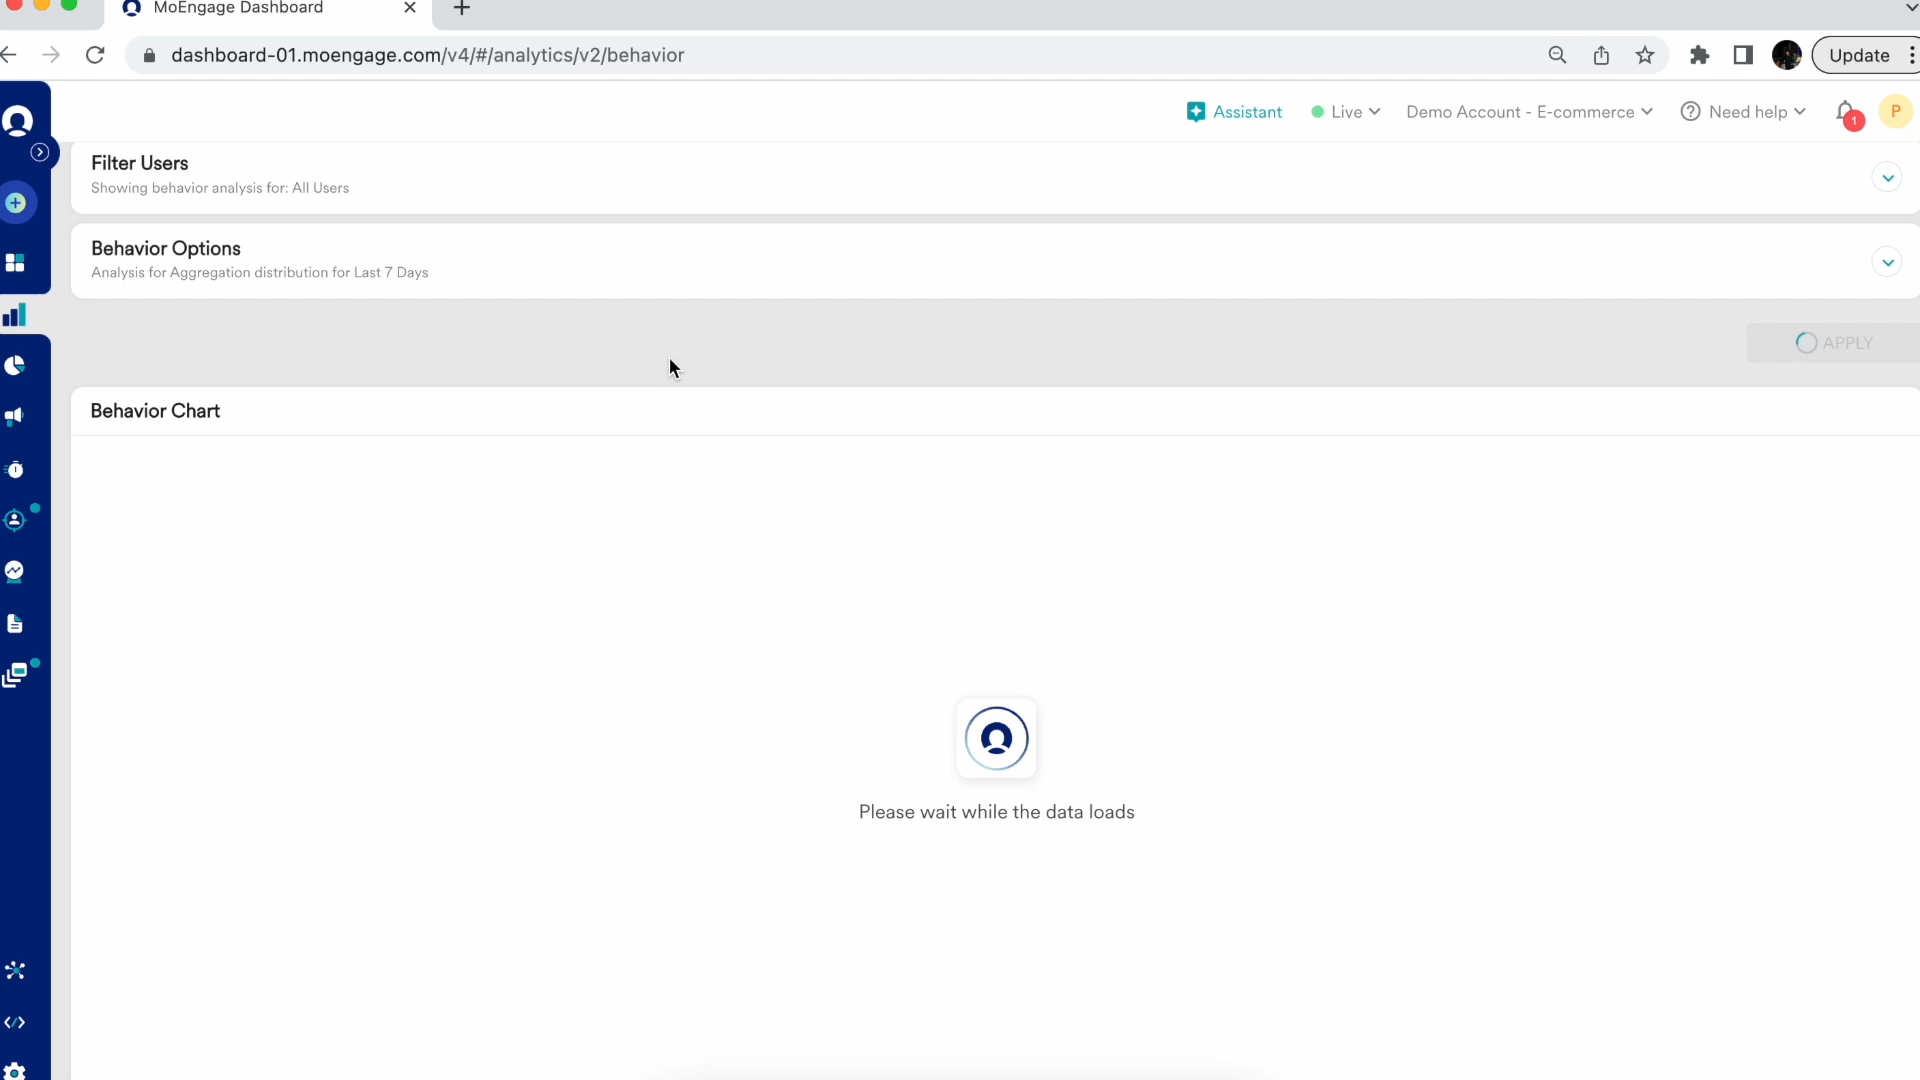 MoEngage Dashboard
dashboard-01.moengage.com/v4/#/analytics/v2/behavior
Update
Assistant
Live
Demo Account - E-commerce
Need help
1
P
Filter Users
Showing behavior analysis for: All Users
Behavior Options
Analysis for Aggregation distribution for Last 7 Days
APPLY
Behavior Chart
Please wait while the data loads